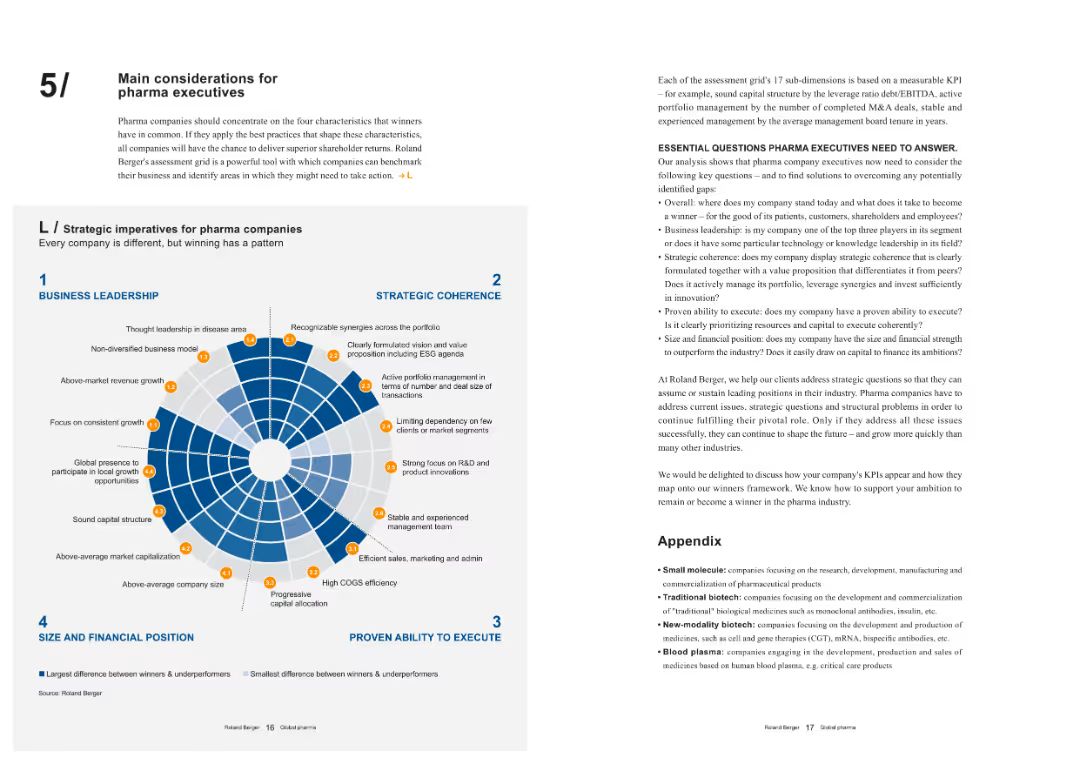 5/
Main considerations for
pharma executives
Pharma companies should concentrate on the four characteristics that winners
have in common. If they apply the best practices that shape these characteristics,
all companies will have the chance to deliver superior shareholder returns. Roland
Berger's assessment grid is a powerful tool with which companies can benchmark
their business and identify areas in which they might need to take action. → L
L / Strategic imperatives for pharma companies
Every company is different, but winning has a pattern
1
BUSINESS LEADERSHIP
2
STRATEGIC COHERENCE
Thought leadership in disease area
1.4
2.1
Recognizable synergies across the portfolio
Non-diversified business model
1.3
2.2
Clearly formulated vision and value
proposition including ESG agenda
Above-market revenue growth
1.2
2.3
Active portfolio management in
terms of number and deal size of
transactions
Focus on consistent growth
1.1
2.4
Limiting dependency on few
clients or market segments
Global presence to
participate in local growth
opportunities
4.4
2.5
Strong focus on R&D and
product innovations
Sound capital structure
4.3
2.6
Stable and experienced
management team
Above-average market capitalization
4.2
3.1
Efficient sales, marketing and admin
Above-average company size
4.1
3.2
High COGS efficiency
3.3
Progressive
capital allocation
4
SIZE AND FINANCIAL POSITION
3
PROVEN ABILITY TO EXECUTE
Largest difference between winners & underperformers
Smallest difference between winners & underperformers
Source: Roland Berger
Roland Berger 16 Global pharma
Each of the assessment grid's 17 sub-dimensions is based on a measurable KPI
– for example, sound capital structure by the leverage ratio debt/EBITDA, active
portfolio management by the number of completed M&A deals, stable and
experienced management by the average management board tenure in years.
ESSENTIAL QUESTIONS PHARMA EXECUTIVES NEED TO ANSWER.
Our analysis shows that pharma company executives now need to consider the
following key questions – and to find solutions to overcoming any potentially
identified gaps:
• Overall: where does my company stand today and what does it take to become
a winner – for the good of its patients, customers, shareholders and employees?
• Business leadership: is my company one of the top three players in its segment
or does it have some particular technology or knowledge leadership in its field?
• Strategic coherence: does my company display strategic coherence that is clearly
formulated together with a value proposition that differentiates it from peers?
Does it actively manage its portfolio, leverage synergies and invest sufficiently
in innovation?
• Proven ability to execute: does my company have a proven ability to execute?
Is it clearly prioritizing resources and capital to execute coherently?
• Size and financial position: does my company have the size and financial strength
to outperform the industry? Does it easily draw on capital to finance its ambitions?
At Roland Berger, we help our clients address strategic questions so that they can
assume or sustain leading positions in their industry. Pharma companies have to
address current issues, strategic questions and structural problems in order to
continue fulfilling their pivotal role. Only if they address all these issues
successfully, they can continue to shape the future – and grow more quickly than
many other industries.
We would be delighted to discuss how your company's KPIs appear and how they
map onto our winners framework. We know how to support your ambition to
remain or become a winner in the pharma industry.
Appendix
• Small molecule: companies focusing on the research, development, manufacturing and
commercialization of pharmaceutical products
• Traditional biotech: companies focusing on the development and commercialization
of "traditional" biological medicines such as monoclonal antibodies, insulin, etc.
• New-modality biotech: companies focusing on the development and production of
medicines, such as cell and gene therapies (CGT), mRNA, bispecific antibodies, etc.
• Blood plasma: companies engaging in the development, production and sales of
medicines based on human blood plasma, e.g. critical care products
Roland Berger 17 Global pharma